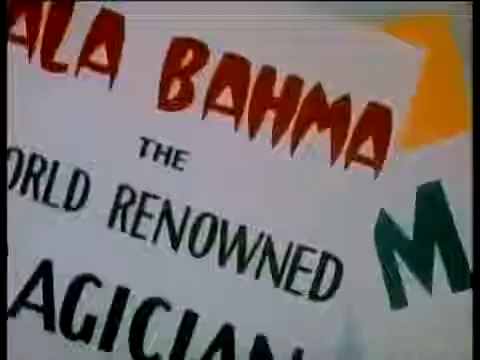 ALA BAHMA
THE
ORLD RENOWNED
AGICIAN
M